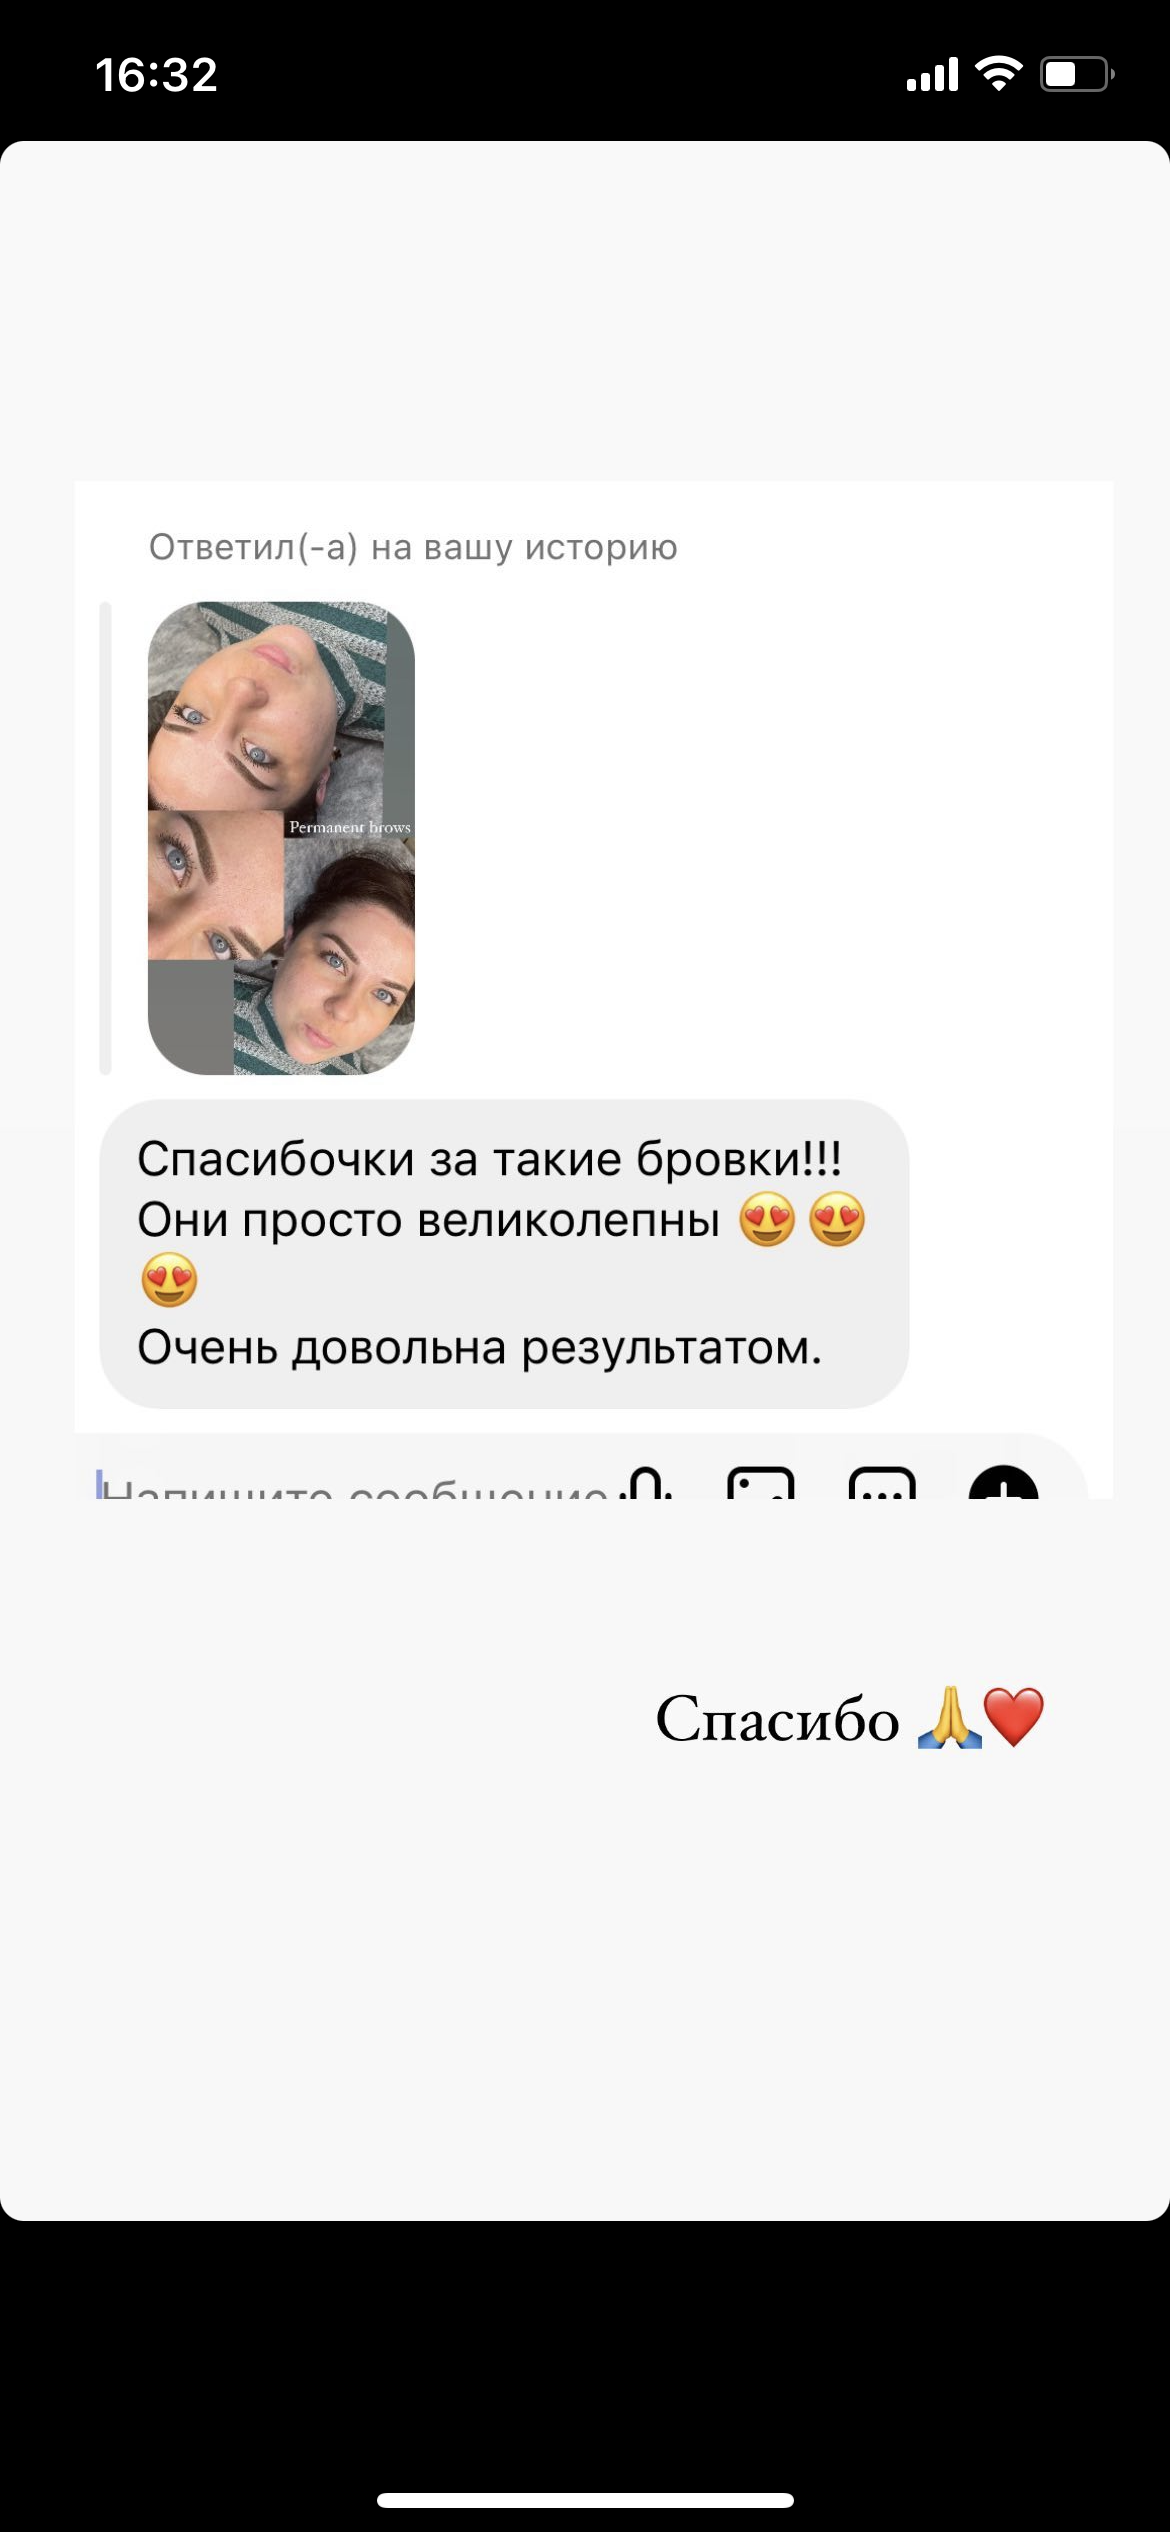 16:32
Ответил(-а) на вашу историю
Permanent brows
Спасибочки за такие бровки!!!
Они просто великолепны 😍😍
😍
Очень довольна результатом.
Напишите сообщение
Спасибо 🙏❤️